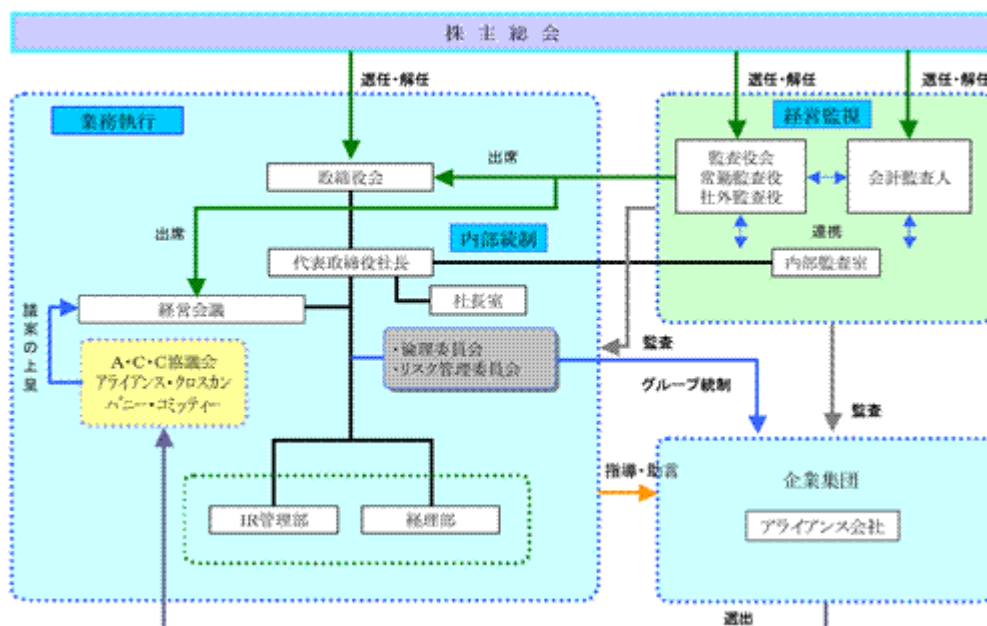 株主総会
選任・解任
選任・解任
選任・解任
業務執行
経営監視
取締役会
出席
監査役会
常勤監査役
社外監査役
会計監査人
出席
内部統制
連携
代表取締役社長
内部監査室
社長室
経営会議
議案の上呈
・倫理委員会
・リスク管理委員会
監査
A・C・C協議会
アライアンス・クロスカン
パニー・コミッティー
グループ統制
監査
指導・助言
企業集団
IR管理部
経理部
アライアンス会社
選出